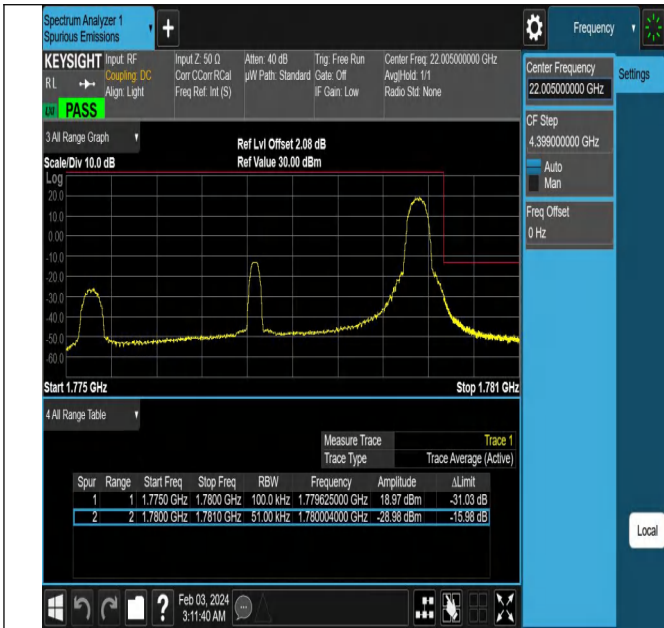 Spectrum Analyzer 1
Spurious Emissions
Frequency
KEYSIGHT Input: RF Input Z: 50 Ω Atten: 40 dB Trig: Free Run Center Freq: 22.005000000 GHz
RL Coupling: DC Corr CCorr RCal µW Path: Standard Gate: Off Avg|Hold: 1/1
Align: Light Freq Ref: Int (S) IF Gain: Low Radio Std: None
PASS
Center Frequency
22.005000000 GHz
Settings
CF Step
4.399000000 GHz
Auto
Man
Freq Offset
0 Hz
3 All Range Graph
Ref Lvl Offset 2.08 dB
Scale/Div 10.0 dB Ref Value 30.00 dBm
Log
20.0
10.0
0.00
-10.0
-20.0
-30.0
-40.0
-50.0
-60.0
Start 1.775 GHz Stop 1.781 GHz
4 All Range Table
Measure Trace Trace 1
Trace Type Trace Average (Active)
Spur Range Start Freq Stop Freq RBW Frequency Amplitude ΔLimit
1 1 1.7750 GHz 1.7800 GHz 100.0 kHz 1.779625000 GHz 18.97 dBm -31.03 dB
2 2 1.7800 GHz 1.7810 GHz 51.00 kHz 1.780004000 GHz -28.98 dBm -15.98 dB
Local
Feb 03, 2024
3:11:40 AM